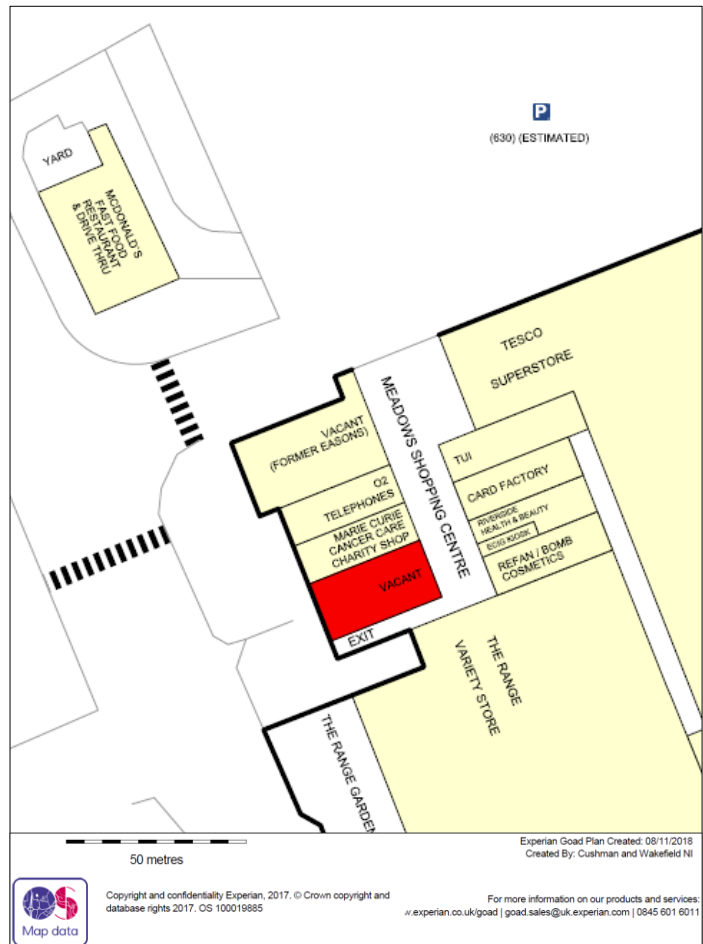 P
(630) (ESTIMATED)
YARD
MCDONALD'S
FAST FOOD
RESTAURANT
& DRIVE THRU
TESCO
SUPERSTORE
MEADOWS SHOPPING CENTRE
VACANT
(FORMER EASONS)
O2
TELEPHONES
MARIE CURIE
CANCER CARE
CHARITY SHOP
VACANT
EXIT
TUI
CARD FACTORY
RIVERSIDE
HEALTH & BEAUTY
ECIG KIOSK
REFAN / BOMB
COSMETICS
THE RANGE
VARIETY STORE
THE RANGE GARDEN
50 metres
Experian Goad Plan Created: 08/11/2018
Created By: Cushman and Wakefield NI
Map data
Copyright and confidentiality Experian, 2017. © Crown copyright and
database rights 2017. OS 100019885
For more information on our products and services:
w.experian.co.uk/goad | goad.sales@uk.experian.com | 0845 601 6011